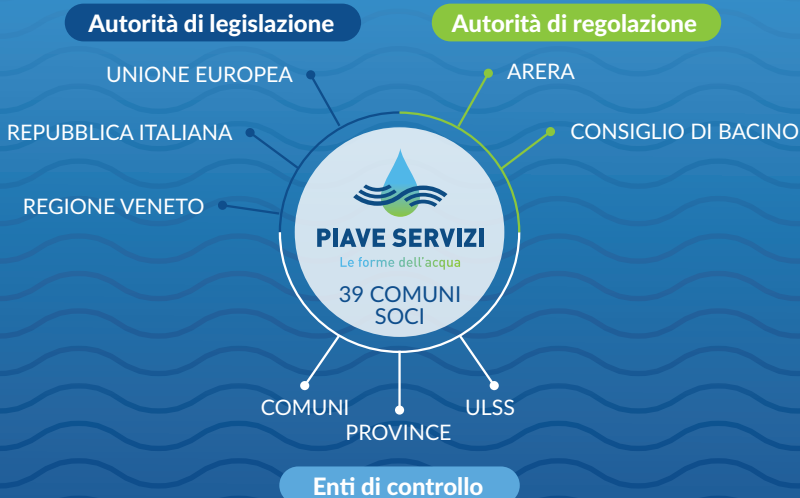 Autorità di legislazione
Autorità di regolazione
UNIONE EUROPEA
ARERA
REPUBBLICA ITALIANA
CONSIGLIO DI BACINO
REGIONE VENETO
PIAVE SERVIZI
Le forme dell'acqua
39 COMUNI
SOCI
COMUNI
ULSS
PROVINCE
Enti di controllo